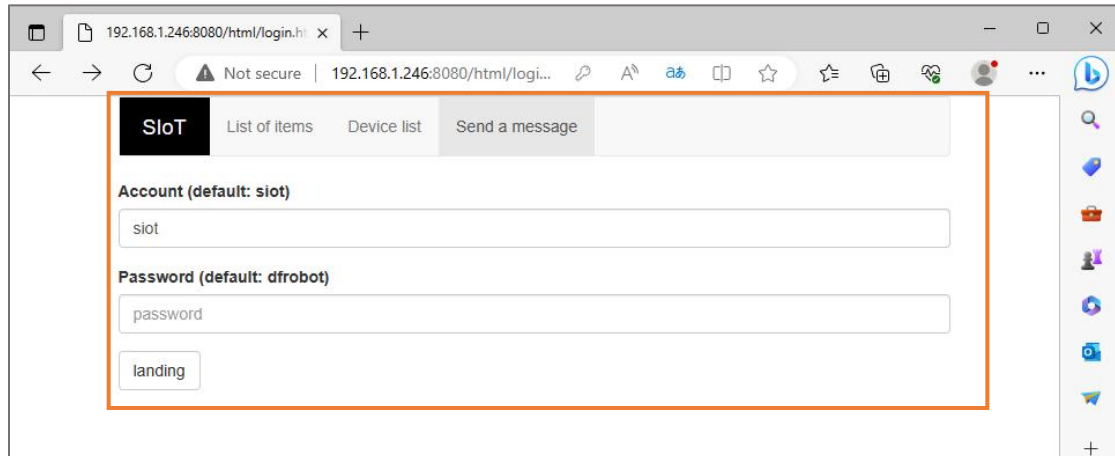 192.168.1.246:8080/html/login.h
Not secure 192.168.1.246:8080/html/logi...
SIoT List of items Device list Send a message
Account (default: siot)
siot
Password (default: dfrobot)
password
landing